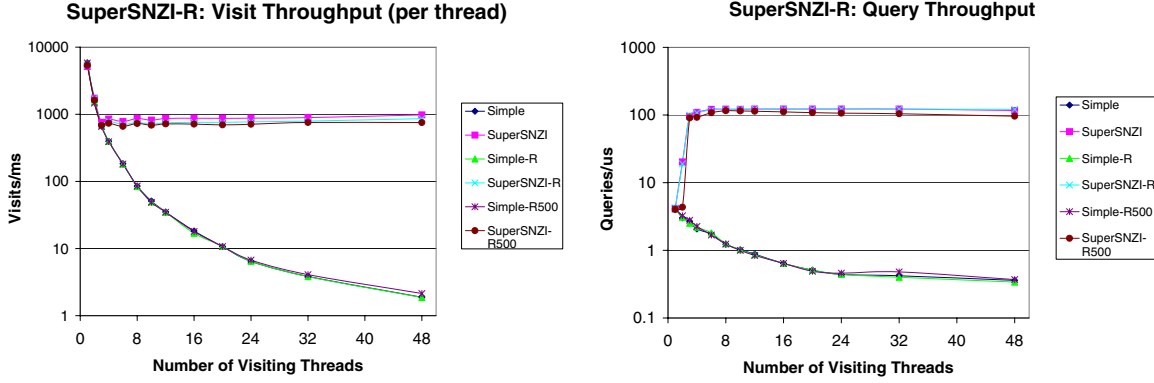 SuperSNZI-R: Visit Throughput (per thread)
10000
1000
100
10
1
Visits/ms
0
8
16
24
32
40
48
Number of Visiting Threads
Simple
SuperSNZI
Simple-R
SuperSNZI-R
Simple-R500
SuperSNZI-
R500
SuperSNZI-R: Query Throughput
1000
100
10
1
0.1
Queries/us
0
8
16
24
32
40
48
Number of Visiting Threads
Simple
SuperSNZI
Simple-R
SuperSNZI-R
Simple-R500
SuperSNZI-
R500